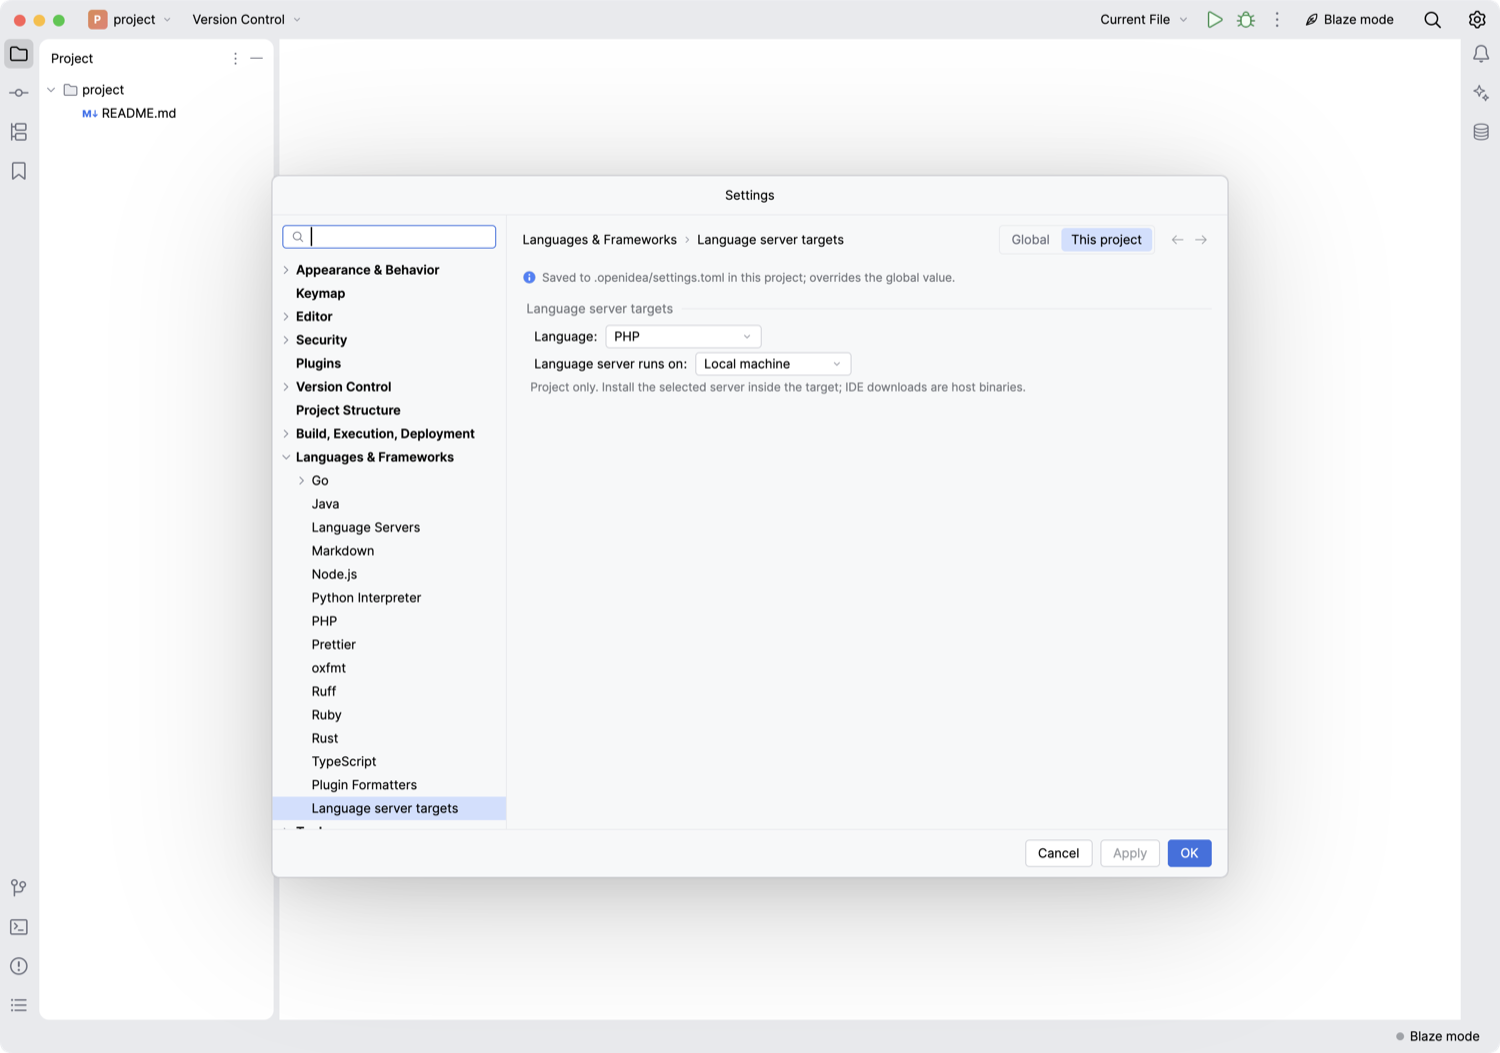 P project
Version Control
Current File
Blaze mode
Project
project
M↓ README.md
Settings
Languages & Frameworks › Language server targets
Global
This project
Saved to .openidea/settings.toml in this project; overrides the global value.
Language server targets
Language: PHP
Language server runs on: Local machine
Project only. Install the selected server inside the target; IDE downloads are host binaries.
Appearance & Behavior
Keymap
Editor
Security
Plugins
Version Control
Project Structure
Build, Execution, Deployment
Languages & Frameworks
Go
Java
Language Servers
Markdown
Node.js
Python Interpreter
PHP
Prettier
oxfmt
Ruff
Ruby
Rust
TypeScript
Plugin Formatters
Language server targets
Cancel
Apply
OK
Blaze mode